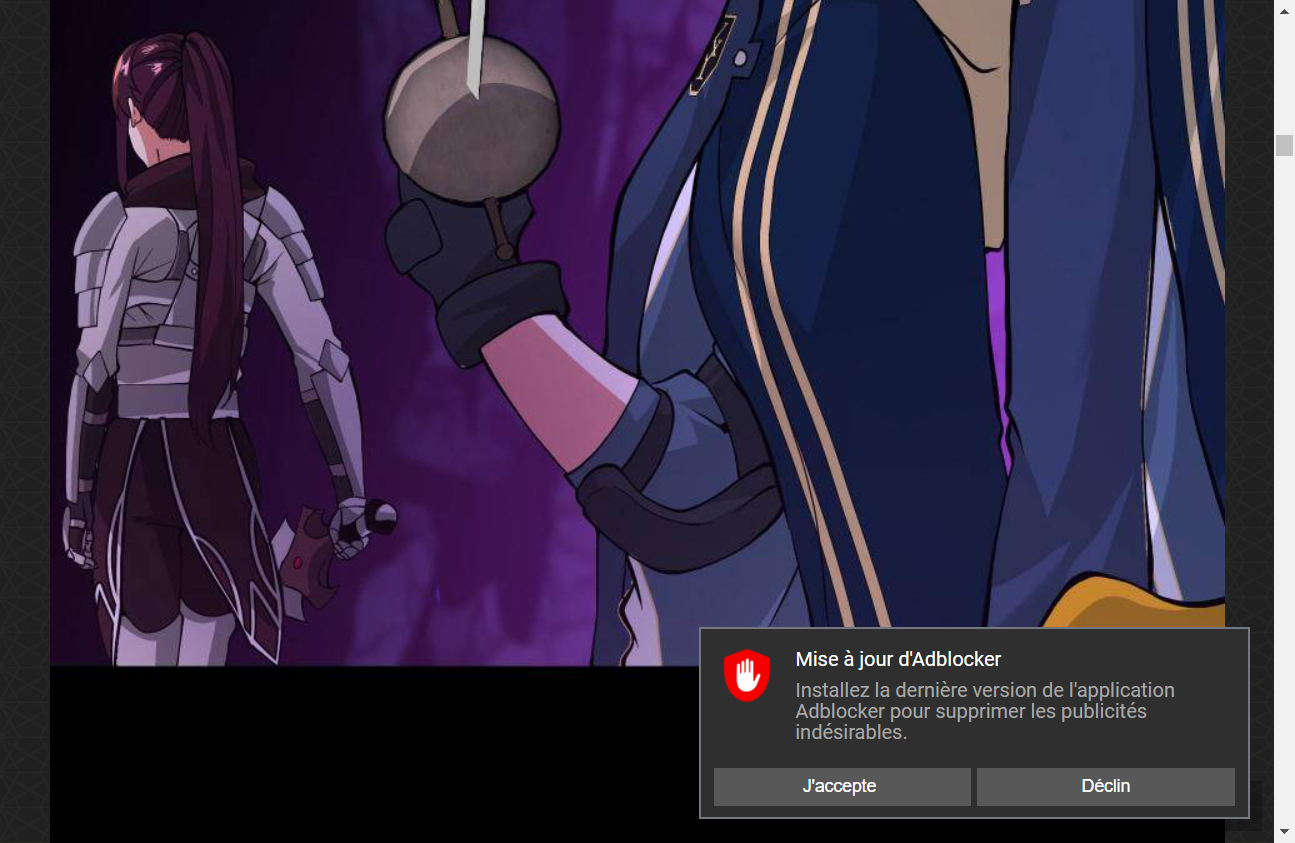 Mise à jour d'Adblocker
Installez la dernière version de l'application
Adblocker pour supprimer les publicités
indésirables.
J'accepte
Déclin